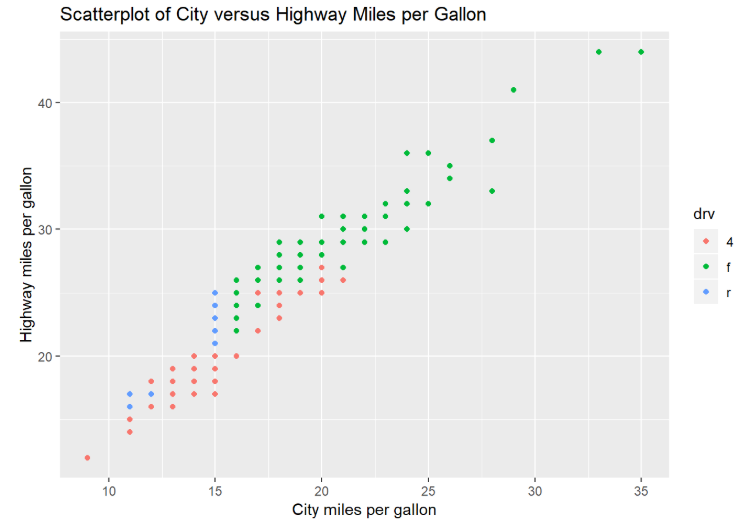 Scatterplot of City versus Highway Miles per Gallon
40
30
20
Highway miles per gallon
10 15 20 25 30 35
City miles per gallon
drv
4
f
r